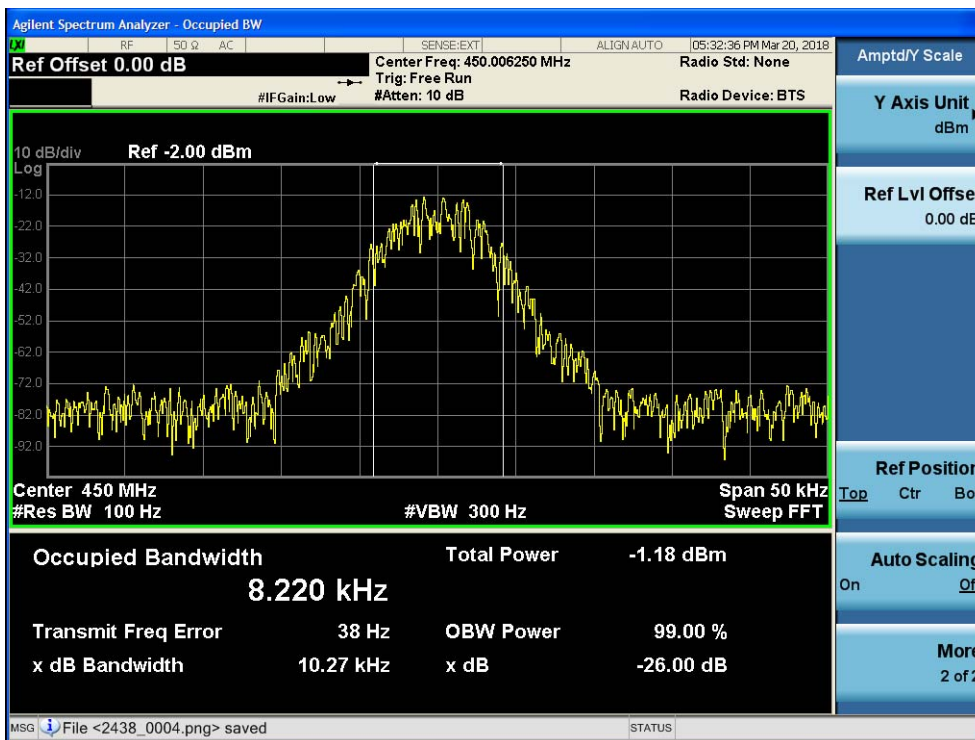 Agilent Spectrum Analyzer - Occupied BW
LXI RF 50 Ω AC SENSE:EXT ALIGN AUTO 05:32:36 PM Mar 20, 2018
Ref Offset 0.00 dB
Center Freq: 450.006250 MHz
Radio Std: None
Trig: Free Run
#IFGain:Low
#Atten: 10 dB
Radio Device: BTS
10 dB/div Ref -2.00 dBm
Log
-12.0
-22.0
-32.0
-42.0
-52.0
-62.0
-72.0
-82.0
-92.0
Center 450 MHz Span 50 kHz
#Res BW 100 Hz #VBW 300 Hz Sweep FFT
Occupied Bandwidth Total Power -1.18 dBm
8.220 kHz
Transmit Freq Error 38 Hz OBW Power 99.00 %
x dB Bandwidth 10.27 kHz x dB -26.00 dB
MSG File <2438_0004.png> saved STATUS
Amptd/Y Scale
Y Axis Unit
dBm
Ref Lvl Offse
0.00 dB
Ref Position
Top Ctr Bo
Auto Scaling
On Of
More
2 of 2